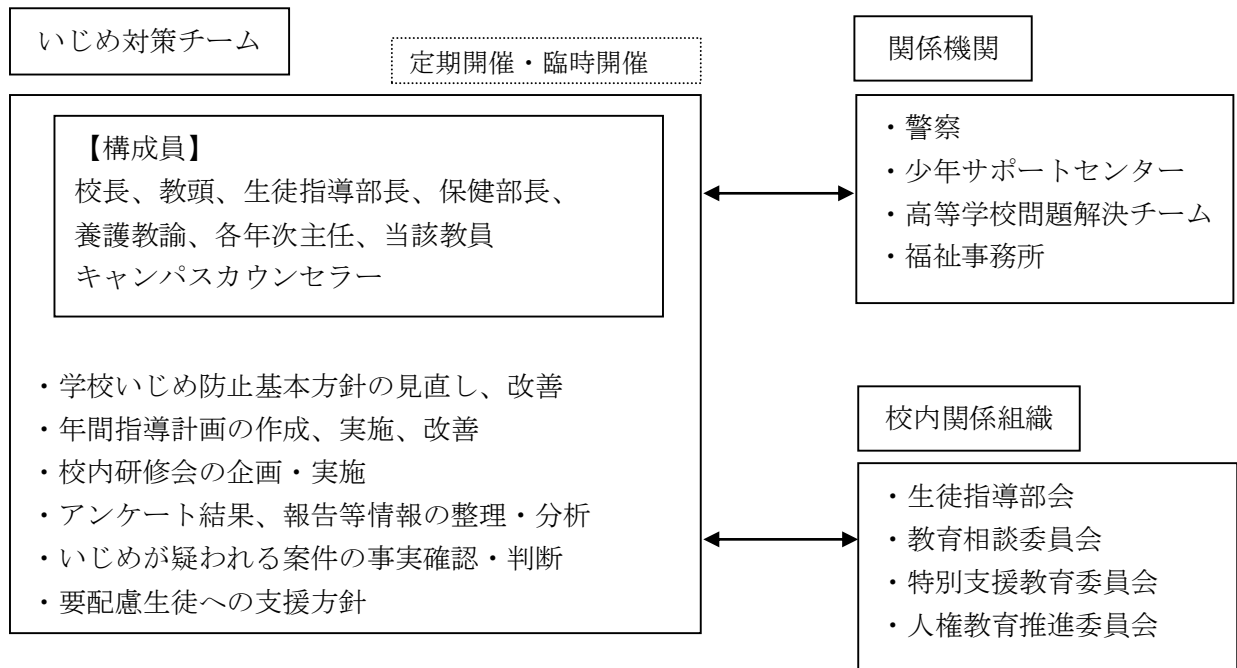 いじめ対策チーム
定期開催・臨時開催
【構成員】
校長、教頭、生徒指導部長、保健部長、
養護教諭、各年次主任、当該教員
キャンパスカウンセラー
・学校いじめ防止基本方針の見直し、改善
・年間指導計画の作成、実施、改善
・校内研修会の企画・実施
・アンケート結果、報告等情報の整理・分析
・いじめが疑われる案件の事実確認・判断
・要配慮生徒への支援方針
関係機関
・警察
・少年サポートセンター
・高等学校問題解決チーム
・福祉事務所
校内関係組織
・生徒指導部会
・教育相談委員会
・特別支援教育委員会
・人権教育推進委員会